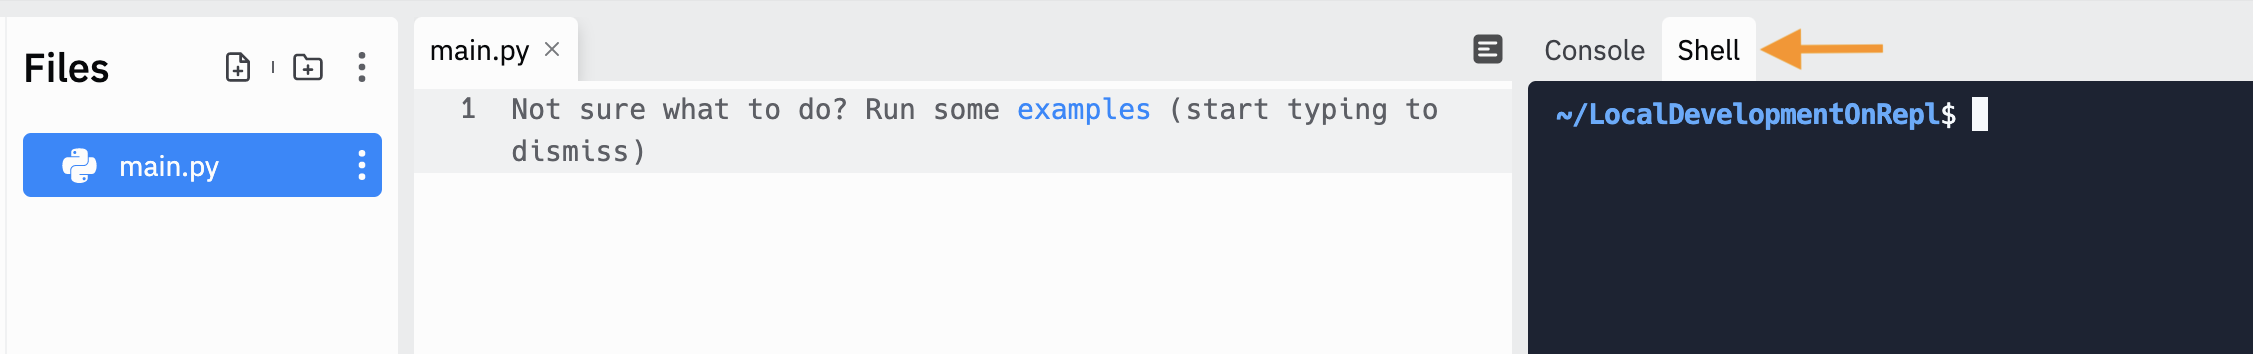 Files
main.py
main.py
1 Not sure what to do? Run some examples (start typing to
dismiss)
Console Shell
~/LocalDevelopmentOnRepl$